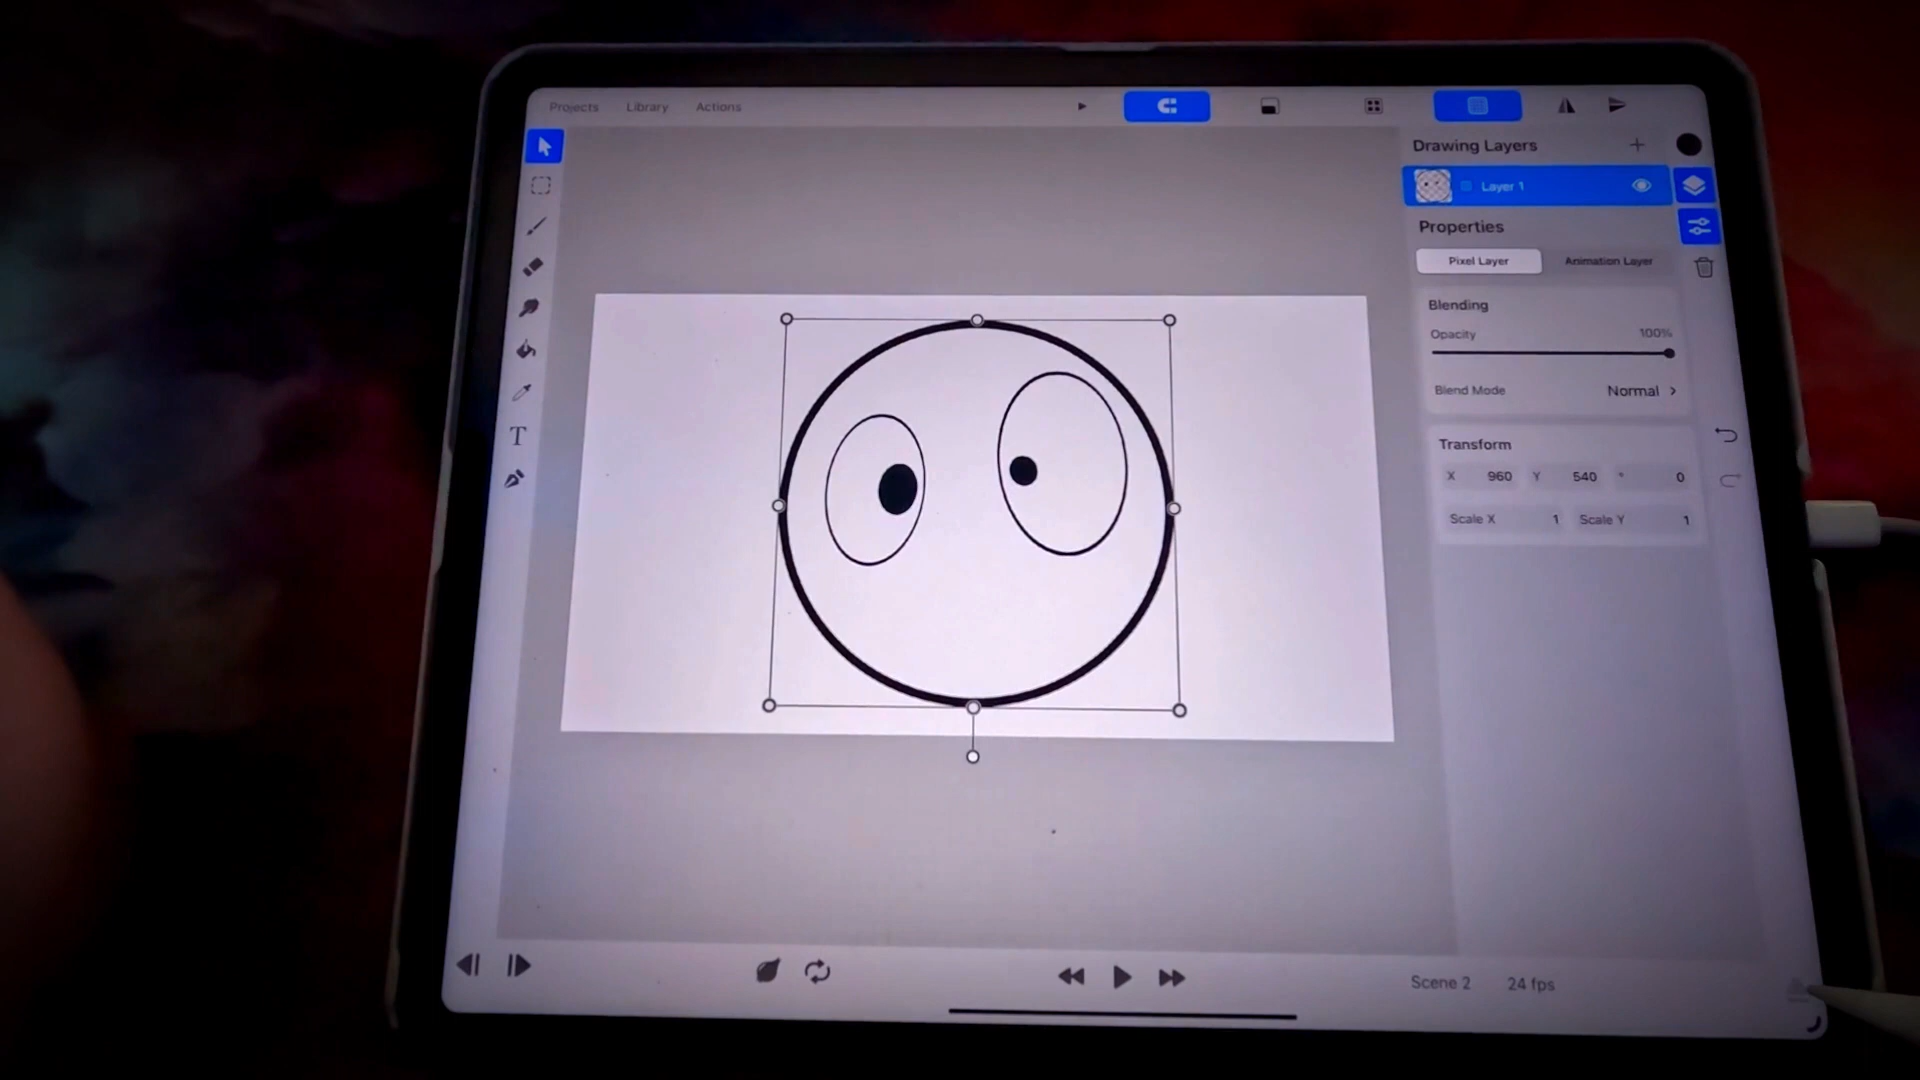 Projects Library Actions
Drawing Layers
Layer 1
Properties
Pixel Layer Animation Layer
Blending
Opacity 100%
Blend Mode Normal
Transform
X 960 Y 540 ° 0
Scale X 1 Scale Y 1
T
Scene 2 24 fps